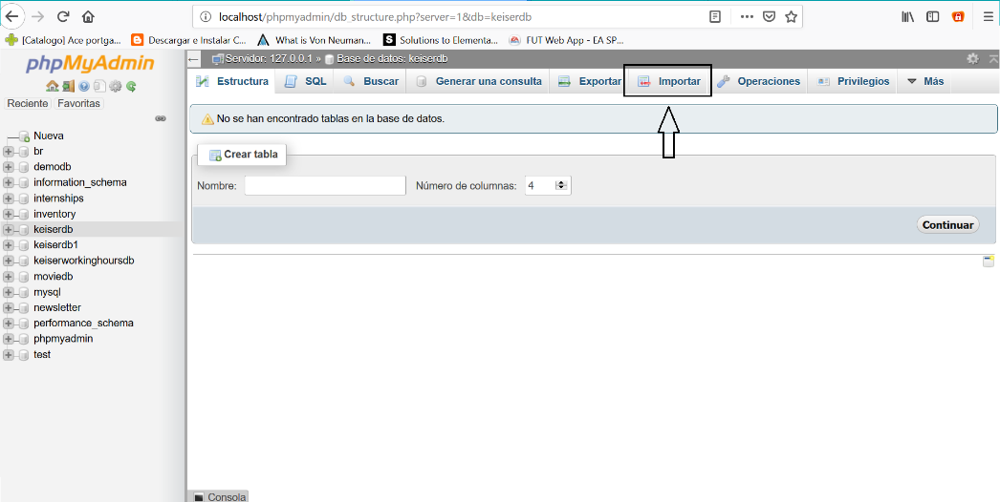 localhost/phpmyadmin/db_structure.php?server=1&db=keiserdb
[Catalogo] Ace portga... Descargar e Instalar C... What is Von Neuman... Solutions to Elementa... FUT Web App - EA SP...
phpMyAdmin
Reciente Favoritas
Nueva
br
demodb
information_schema
internships
inventory
keiserdb
keiserdb1
keiserworkinghoursdb
moviedb
mysql
newsletter
performance_schema
phpmyadmin
test
Servidor: 127.0.0.1 » Base de datos: keiserdb
Estructura SQL Buscar Generar una consulta Exportar Importar Operaciones Privilegios Más
No se han encontrado tablas en la base de datos.
Crear tabla
Nombre: Número de columnas: 4
Continuar
Consola